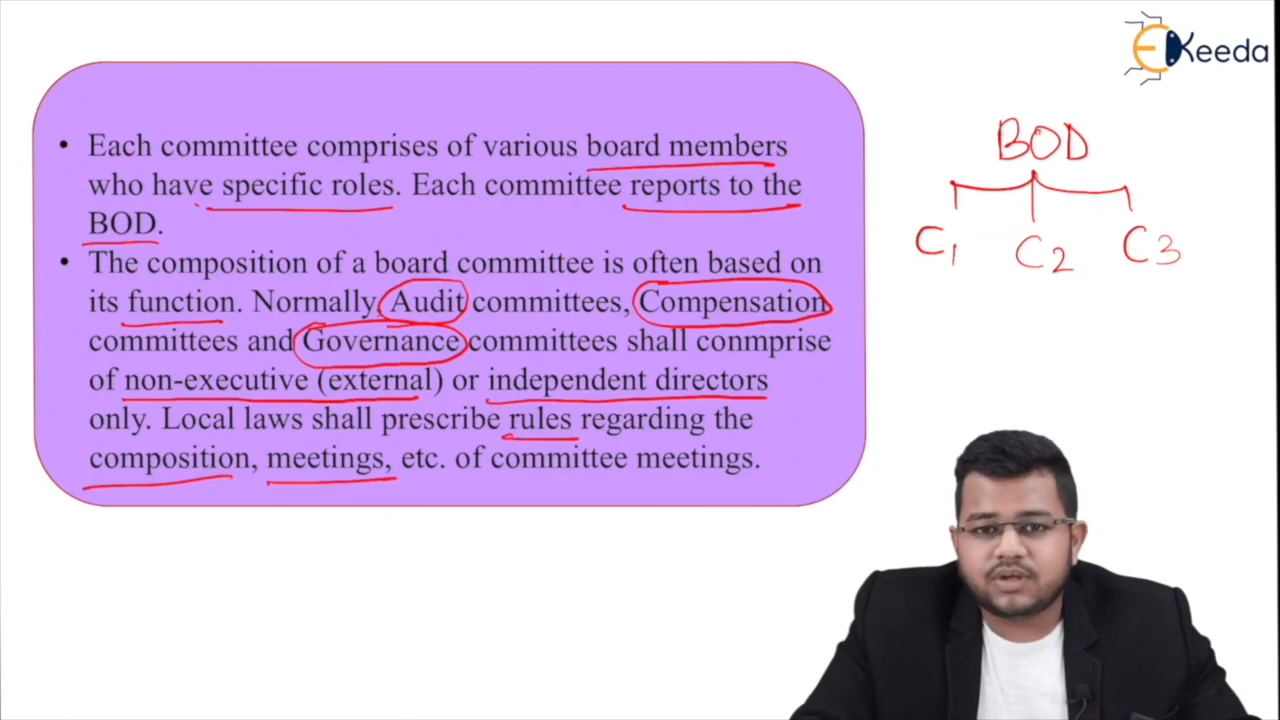 EKeeda
• Each committee comprises of various board members
who have specific roles. Each committee reports to the
BOD.
• The composition of a board committee is often based on
its function. Normally, Audit committees, Compensation
committees and Governance committees shall conmprise
of non-executive (external) or independent directors
only. Local laws shall prescribe rules regarding the
composition, meetings, etc. of committee meetings.
BOD
C1 C2 C3